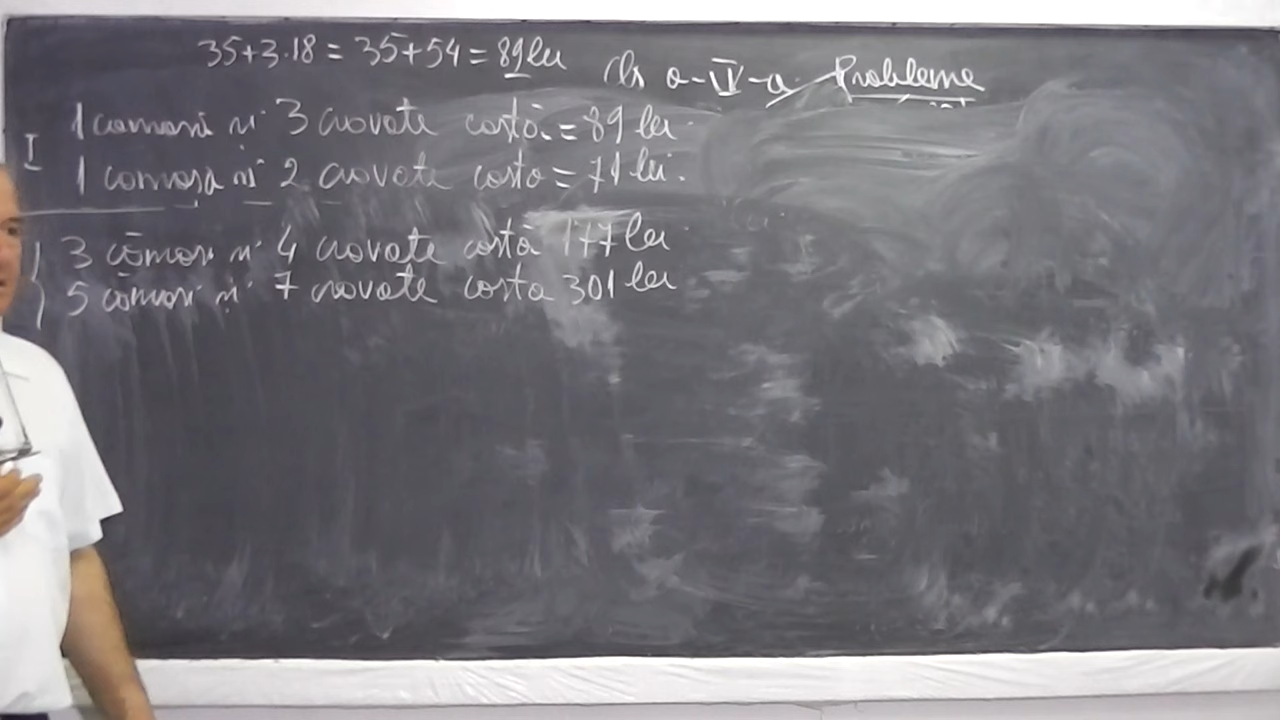 35+3·18 = 35+54 = 89 lei
Cls a-IV-a Probleme
I
1 cămașă și 3 cravate costă = 89 lei.
1 cămașă și 2 cravate costă = 71 lei.
) 3 cămăși și 4 cravate costă 177 lei
) 5 cămăși și 7 cravate costa 301 lei